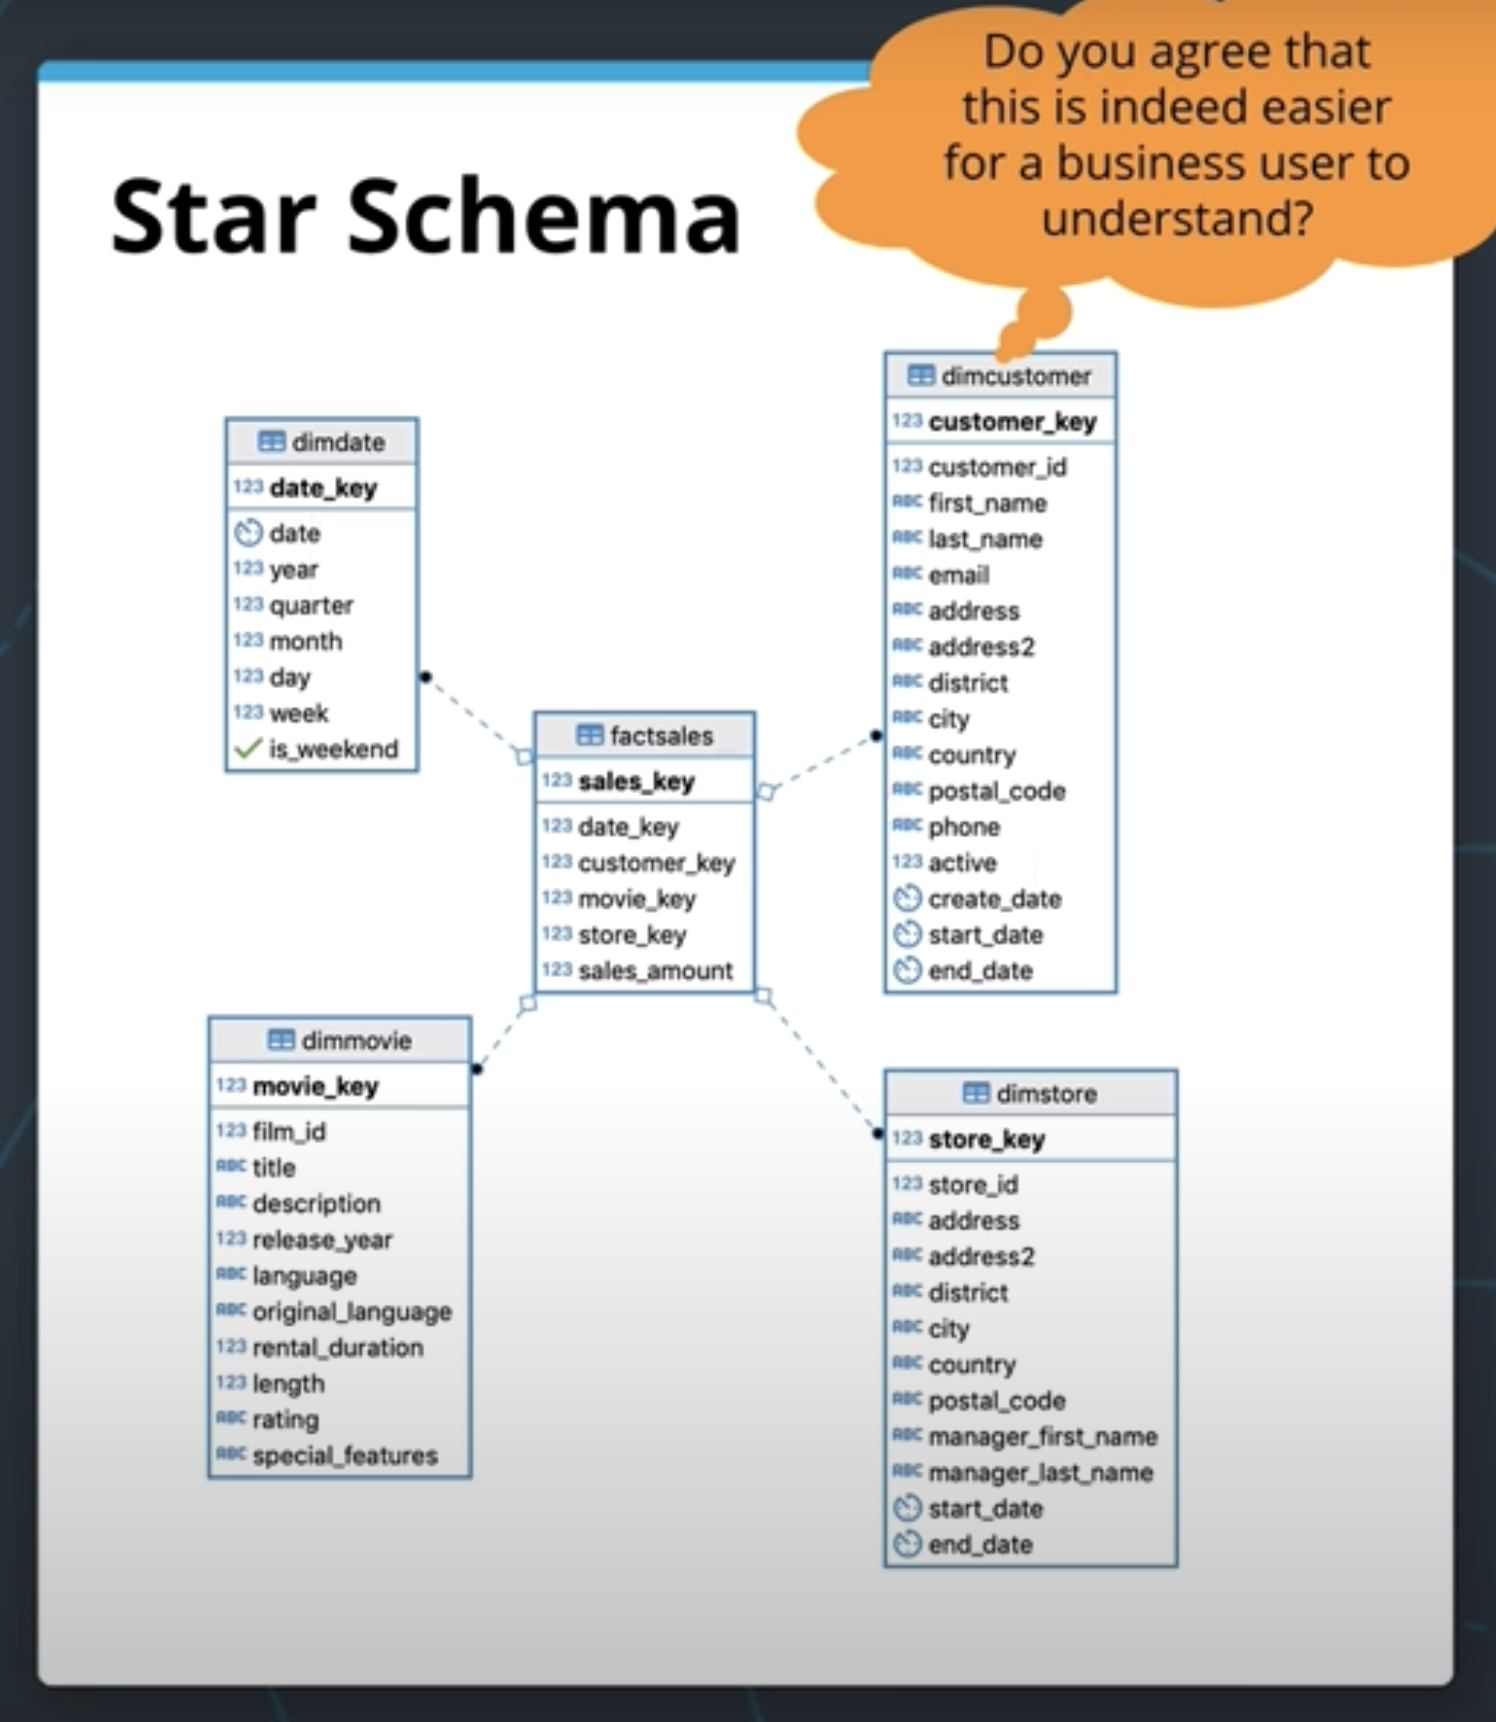 Do you agree that
this is indeed easier
for a business user to
understand?
Star Schema
dimdate
123 date_key
date
123 year
123 quarter
123 month
123 day
123 week
is_weekend
factsales
123 sales_key
123 date_key
123 customer_key
123 movie_key
123 store_key
123 sales_amount
dimcustomer
123 customer_key
123 customer_id
ABC first_name
ABC last_name
ABC email
ABC address
ABC address2
ABC district
ABC city
ABC country
ABC postal_code
ABC phone
123 active
create_date
start_date
end_date
dimmovie
123 movie_key
123 film_id
ABC title
ABC description
123 release_year
ABC language
ABC original_language
123 rental_duration
123 length
ABC rating
ABC special_features
dimstore
123 store_key
123 store_id
ABC address
ABC address2
ABC district
ABC city
ABC country
ABC postal_code
ABC manager_first_name
ABC manager_last_name
start_date
end_date